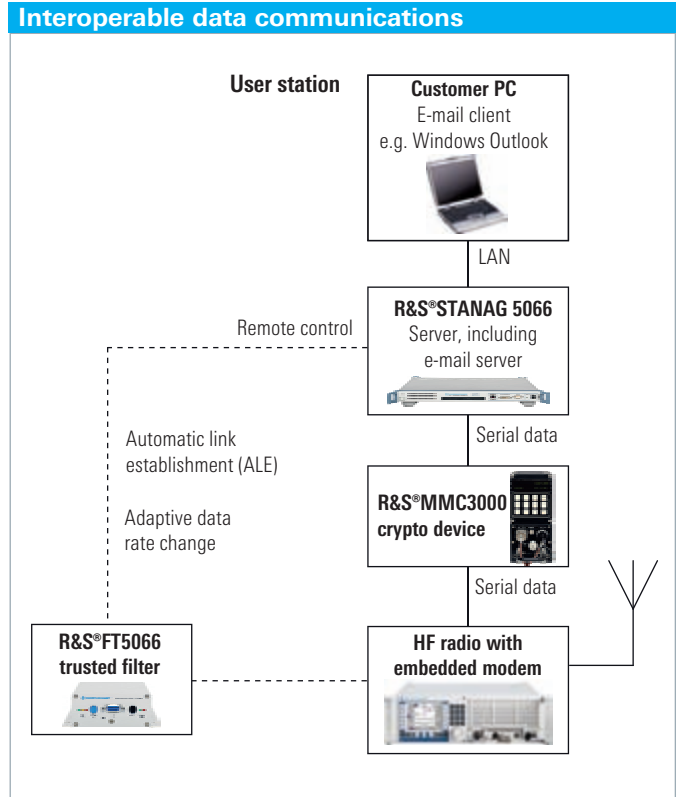 Interoperable data communications
User station
Customer PC
E-mail client
e.g. Windows Outlook
LAN
R&S®STANAG 5066
Server, including
e-mail server
Remote control
Serial data
Automatic link
establishment (ALE)
Adaptive data
rate change
R&S®MMC3000
crypto device
Serial data
R&S®FT5066
trusted filter
HF radio with
embedded modem